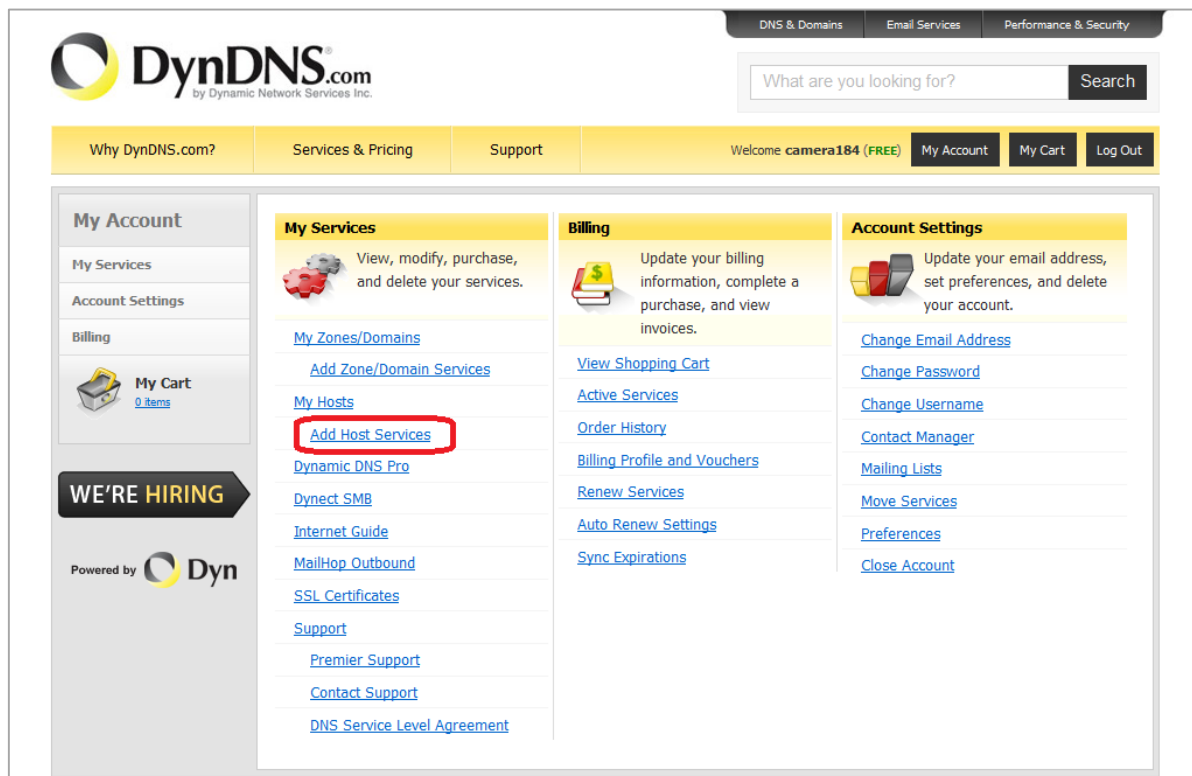 DNS & Domains Email Services Performance & Security
DynDNS.com
by Dynamic Network Services Inc.
What are you looking for? Search
Why DynDNS.com? Services & Pricing Support Welcome camera184 (FREE) My Account My Cart Log Out
My Account
My Services
Account Settings
Billing
My Cart
0 items
WE'RE HIRING
Powered by Dyn
My Services
View, modify, purchase,
and delete your services.
My Zones/Domains
Add Zone/Domain Services
My Hosts
Add Host Services
Dynamic DNS Pro
Dynect SMB
Internet Guide
MailHop Outbound
SSL Certificates
Support
Premier Support
Contact Support
DNS Service Level Agreement
Billing
$
Update your billing
information, complete a
purchase, and view
invoices.
View Shopping Cart
Active Services
Order History
Billing Profile and Vouchers
Renew Services
Auto Renew Settings
Sync Expirations
Account Settings
Update your email address,
set preferences, and delete
your account.
Change Email Address
Change Password
Change Username
Contact Manager
Mailing Lists
Move Services
Preferences
Close Account